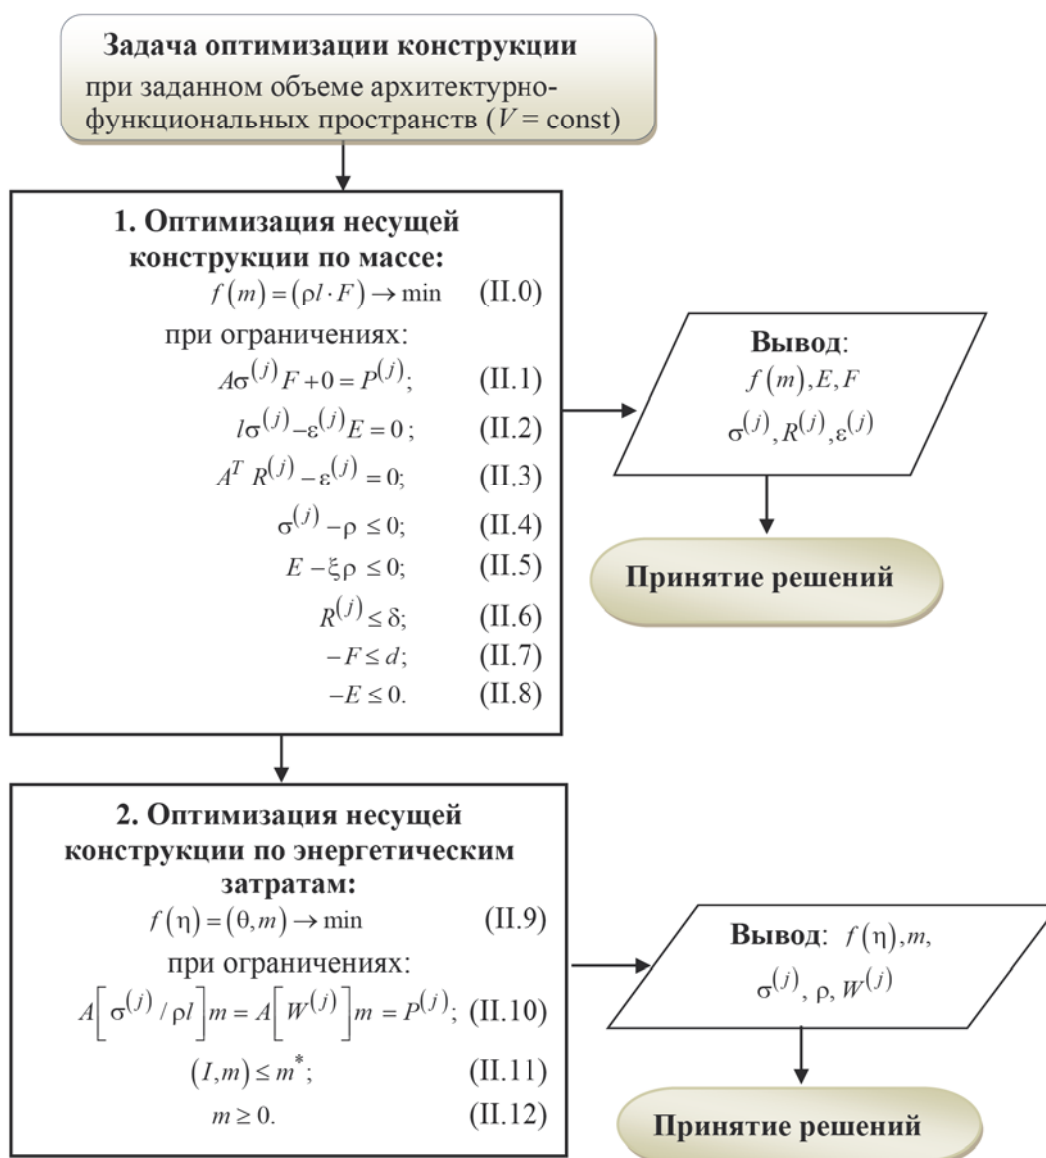 Задача оптимизации конструкции
при заданном объеме архитектурно-
функциональных пространств (V = const)
1. Оптимизация несущей
конструкции по массе:
f(m) = (ρl · F) → min (II.0)
при ограничениях:
Aσ^(j) F + 0 = P^(j); (II.1)
lσ^(j) – ε^(j) E = 0; (II.2)
A^T R^(j) – ε^(j) = 0; (II.3)
σ^(j) – ρ ≤ 0; (II.4)
E – ξρ ≤ 0; (II.5)
R^(j) ≤ δ; (II.6)
–F ≤ d; (II.7)
–E ≤ 0. (II.8)
Вывод:
f(m), E, F
σ^(j), R^(j), ε^(j)
Принятие решений
2. Оптимизация несущей
конструкции по энергетическим
затратам:
f(η) = (θ, m) → min (II.9)
при ограничениях:
A[σ^(j) / ρl] m = A[W^(j)] m = P^(j); (II.10)
(I, m) ≤ m*; (II.11)
m ≥ 0. (II.12)
Вывод: f(η), m,
σ^(j), ρ, W^(j)
Принятие решений